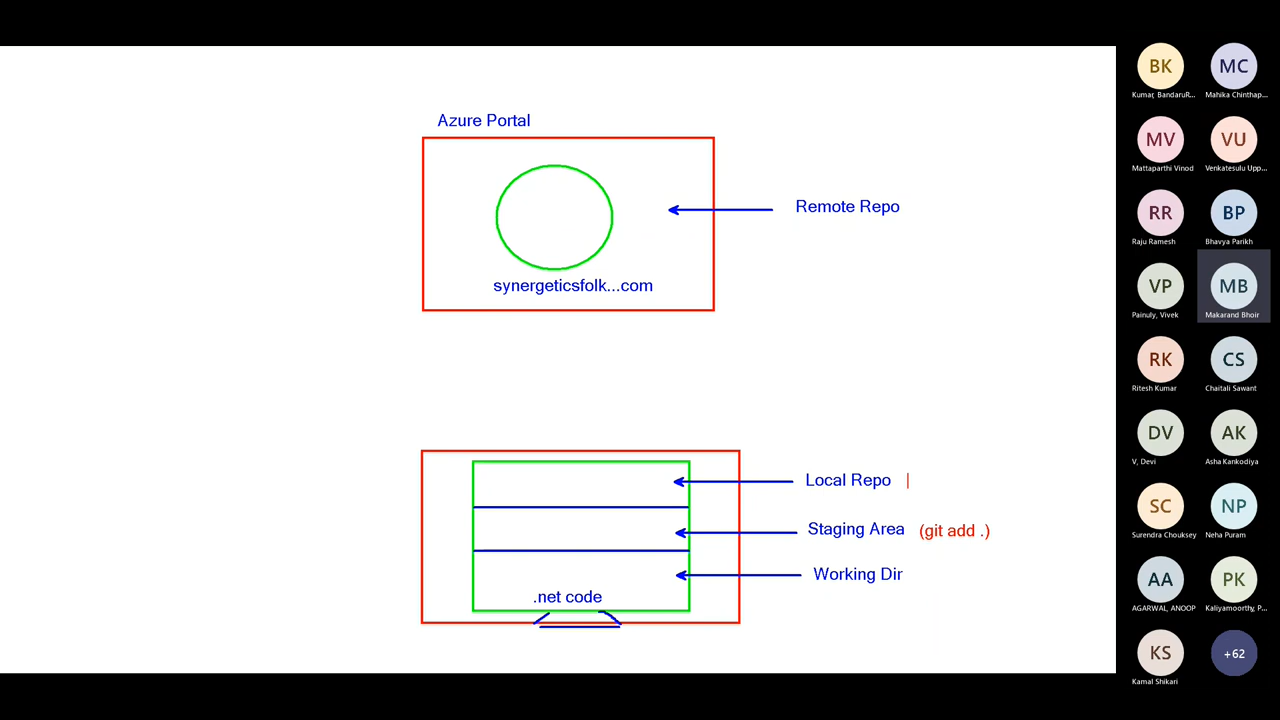 Azure Portal
Remote Repo
synergeticsfolk...com
Local Repo
Staging Area (git add .)
Working Dir
.net code
BK
MC
Kumar, BandaruR...
Mahika Chinthap...
MV
VU
Mattaparthi Vinod
Venkatesulu Upp...
RR
BP
Raju Ramesh
Bhavya Parikh
VP
MB
Painuly, Vivek
Makarand Bhoir
RK
CS
Ritesh Kumar
Chaitali Sawant
DV
AK
V, Devi
Asha Kankodiya
SC
NP
Surendra Chouksey
Neha Puram
AA
PK
AGARWAL, ANOOP
Kaliyamoorthy, P...
KS
+62
Kamal Shikari